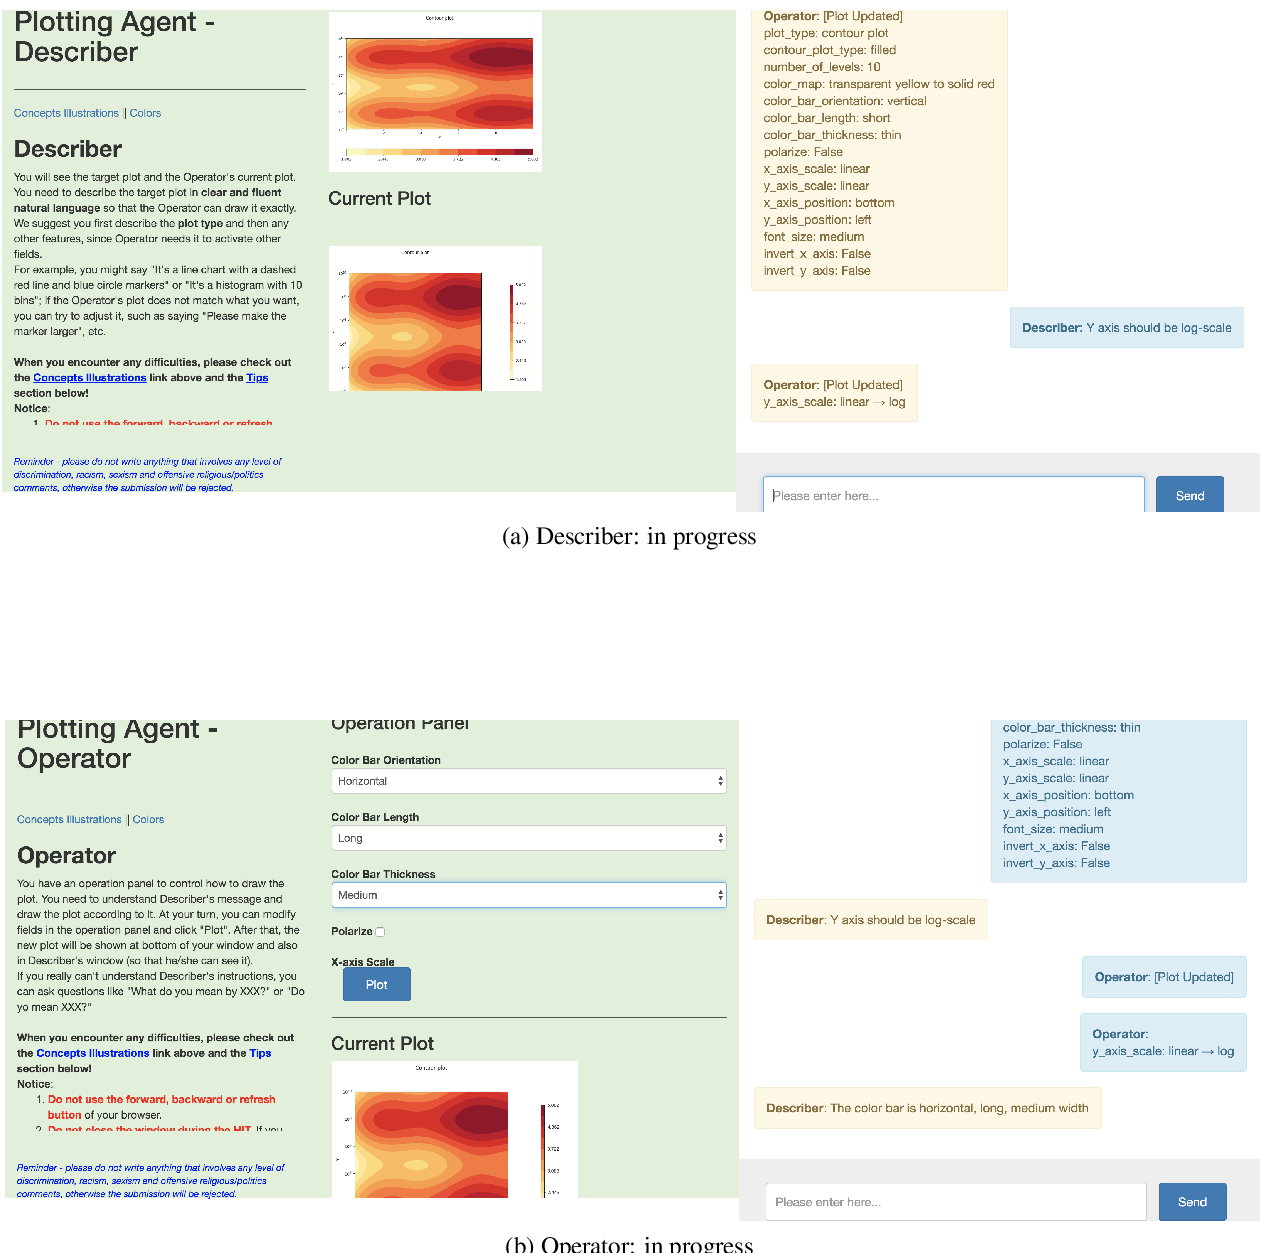 Plotting Agent -
Describer
Concepts Illustrations || Colors
Describer
You will see the target plot and the Operator's current plot.
You need to describe the target plot in clear and fluent
natural language so that the Operator can draw it exactly.
We suggest you first describe the plot type and then any
other features, since Operator needs it to activate other
fields.
For example, you might say "It's a line chart with a dashed
red line and blue circle markers" or "It's a histogram with 10
bins"; if the Operator's plot does not match what you want,
you can try to adjust it, such as saying "Please make the
marker larger", etc.
When you encounter any difficulties, please check out
the Concepts Illustrations link above and the Tips
section below!
Notice:
1. Do not use the forward, backward or refresh
Reminder - please do not write anything that involves any level of
discrimination, racism, sexism and offensive religious/politics
comments, otherwise the submission will be rejected.
Contour plot
Current Plot
Contour plot
Operator: [Plot Updated]
plot_type: contour plot
contour_plot_type: filled
number_of_levels: 10
color_map: transparent yellow to solid red
color_bar_orientation: vertical
color_bar_length: short
color_bar_thickness: thin
polarize: False
x_axis_scale: linear
y_axis_scale: linear
x_axis_position: bottom
y_axis_position: left
font_size: medium
invert_x_axis: False
invert_y_axis: False
Describer: Y axis should be log-scale
Operator: [Plot Updated]
y_axis_scale: linear → log
Please enter here...
Send
(a) Describer: in progress
Plotting Agent -
Operator
Concepts Illustrations || Colors
Operator
You have an operation panel to control how to draw the
plot. You need to understand Describer's message and
draw the plot according to it. At your turn, you can modify
fields in the operation panel and click "Plot". After that, the
new plot will be shown at bottom of your window and also
in Describer's window (so that he/she can see it).
If you really can't understand Describer's instructions, you
can ask questions like "What do you mean by XXX?" or "Do
yo mean XXX?"
When you encounter any difficulties, please check out
the Concepts Illustrations link above and the Tips
section below!
Notice:
1. Do not use the forward, backward or refresh
button of your browser.
2. Do not close the window during the HIT. If you
Reminder - please do not write anything that involves any level of
discrimination, racism, sexism and offensive religious/politics
comments, otherwise the submission will be rejected.
Operation Panel
Color Bar Orientation
Horizontal
Color Bar Length
Long
Color Bar Thickness
Medium
Polarize
X-axis Scale
Plot
Current Plot
Contour plot
5.002
4.362
3.722
3.083
color_bar_thickness: thin
polarize: False
x_axis_scale: linear
y_axis_scale: linear
x_axis_position: bottom
y_axis_position: left
font_size: medium
invert_x_axis: False
invert_y_axis: False
Describer: Y axis should be log-scale
Operator: [Plot Updated]
Operator:
y_axis_scale: linear → log
Describer: The color bar is horizontal, long, medium width
Please enter here...
Send
(b) Operator: in progress